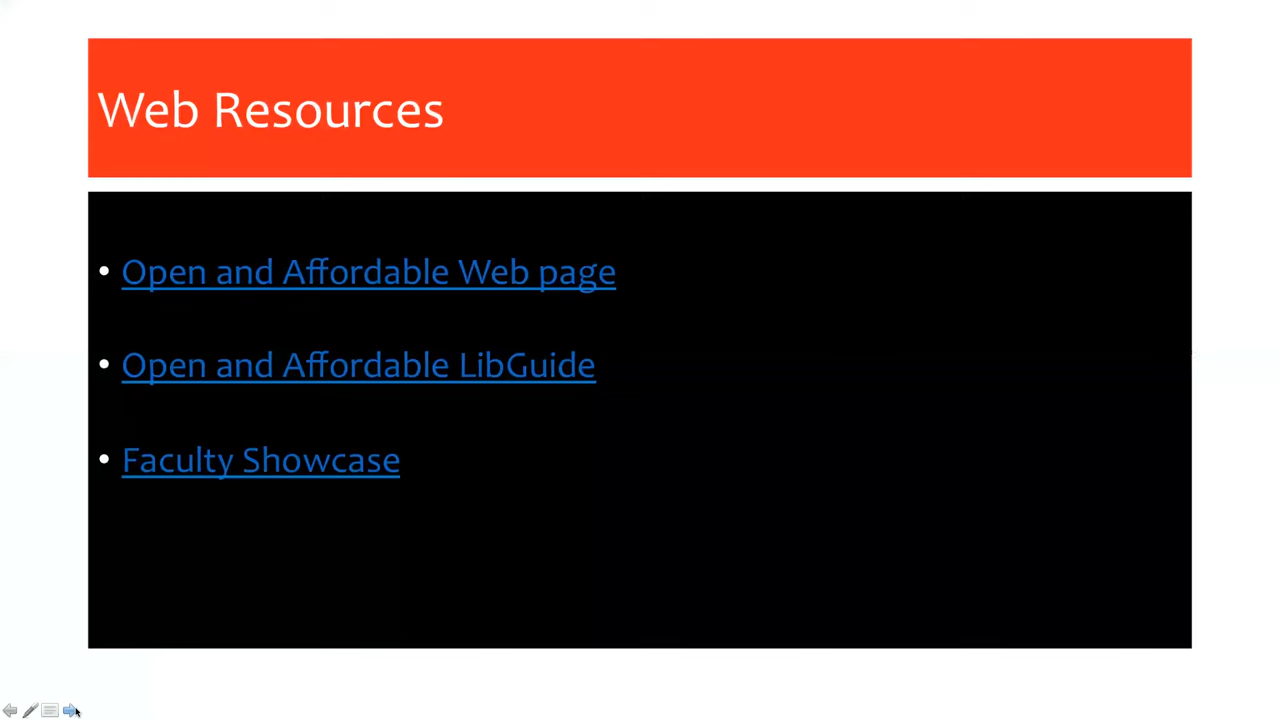 Web Resources
• Open and Affordable Web page
• Open and Affordable LibGuide
• Faculty Showcase